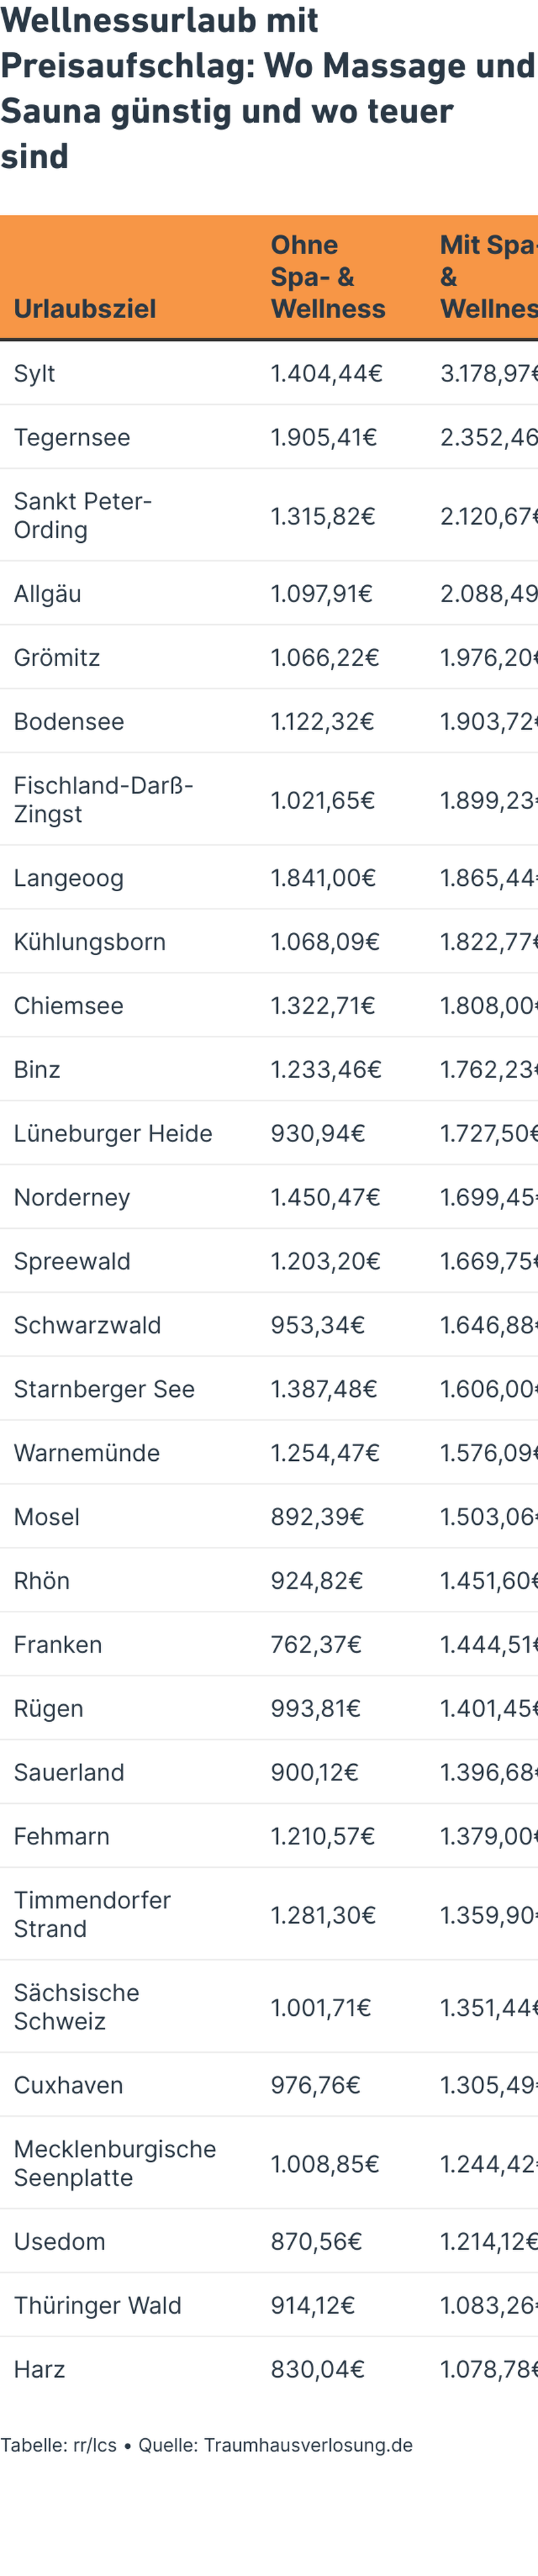 Wellnessurlaub mit
Preisaufschlag: Wo Massage und
Sauna günstig und wo teuer
sind
Urlaubsziel Ohne Spa- & Wellness Mit Spa- & Wellnes
Sylt 1.404,44€ 3.178,97€
Tegernsee 1.905,41€ 2.352,46
Sankt Peter-
Ording 1.315,82€ 2.120,67€
Allgäu 1.097,91€ 2.088,49
Grömitz 1.066,22€ 1.976,20€
Bodensee 1.122,32€ 1.903,72€
Fischland-Darß-
Zingst 1.021,65€ 1.899,23€
Langeoog 1.841,00€ 1.865,44€
Kühlungsborn 1.068,09€ 1.822,77€
Chiemsee 1.322,71€ 1.808,00€
Binz 1.233,46€ 1.762,23€
Lüneburger Heide 930,94€ 1.727,50€
Norderney 1.450,47€ 1.699,45€
Spreewald 1.203,20€ 1.669,75€
Schwarzwald 953,34€ 1.646,88€
Starnberger See 1.387,48€ 1.606,00€
Warnemünde 1.254,47€ 1.576,09€
Mosel 892,39€ 1.503,06€
Rhön 924,82€ 1.451,60€
Franken 762,37€ 1.444,51€
Rügen 993,81€ 1.401,45€
Sauerland 900,12€ 1.396,68€
Fehmarn 1.210,57€ 1.379,00€
Timmendorfer
Strand 1.281,30€ 1.359,90€
Sächsische
Schweiz 1.001,71€ 1.351,44€
Cuxhaven 976,76€ 1.305,49€
Mecklenburgische
Seenplatte 1.008,85€ 1.244,42€
Usedom 870,56€ 1.214,12€
Thüringer Wald 914,12€ 1.083,26€
Harz 830,04€ 1.078,78€
Tabelle: rr/lcs • Quelle: Traumhausverlosung.de